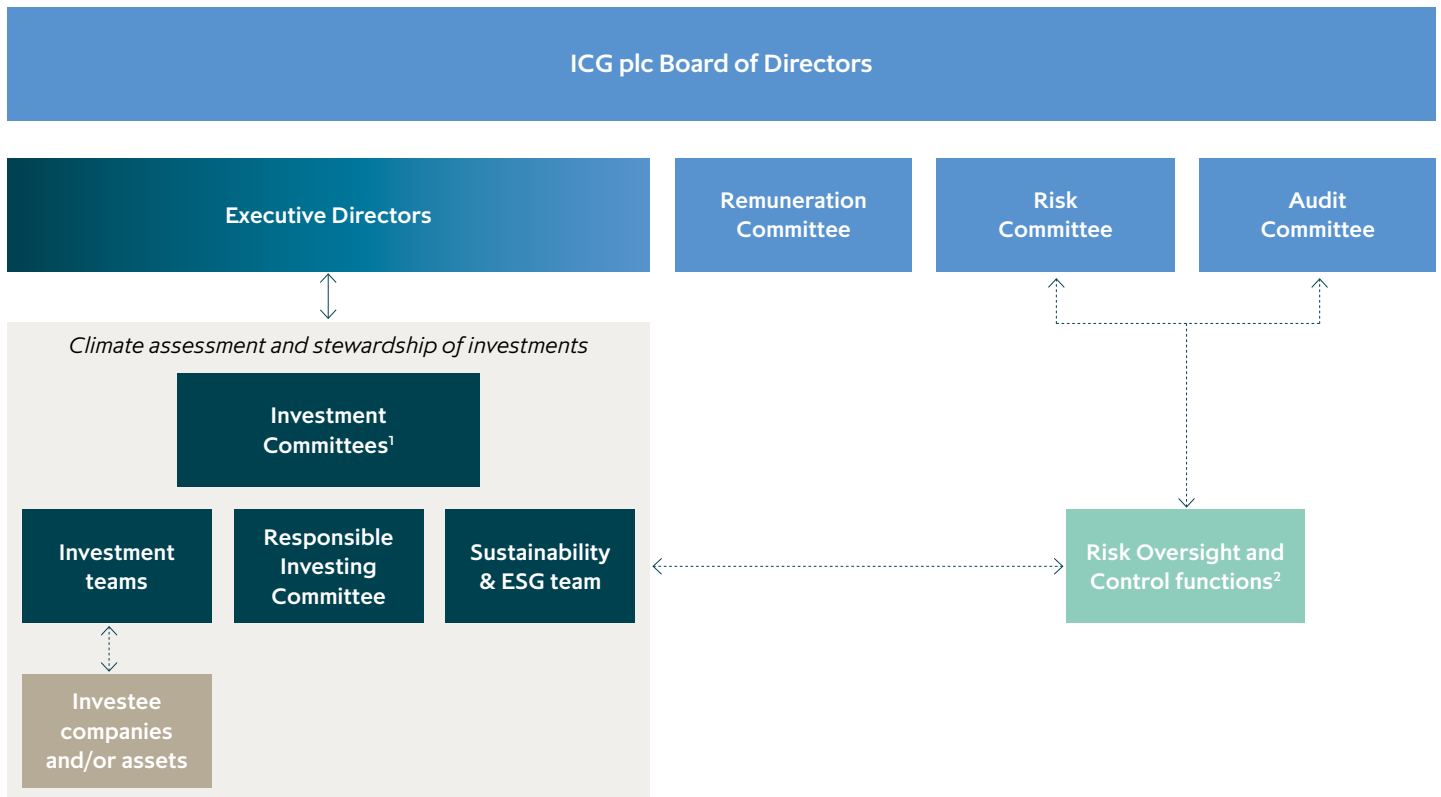 ICG plc Board of Directors
Executive Directors
Remuneration
Committee
Risk
Committee
Audit
Committee
Climate assessment and stewardship of investments
Investment
Committees¹
Investment
teams
Responsible
Investing
Committee
Sustainability
& ESG team
Risk Oversight and
Control functions²
Investee
companies
and/or assets